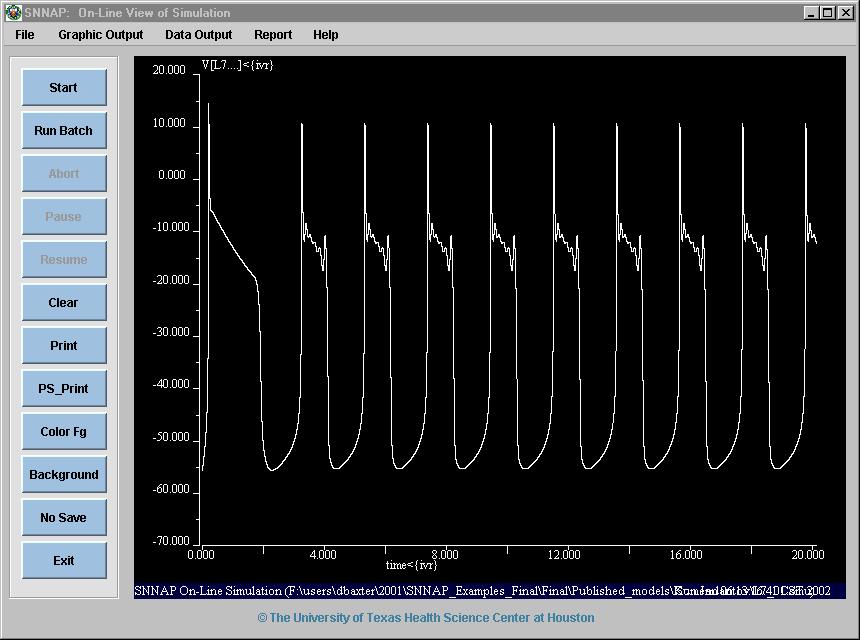 SNNAP: On-Line View of Simulation
File Graphic Output Data Output Report Help
Start
Run Batch
Abort
Pause
Resume
Clear
Print
PS_Print
Color Fg
Background
No Save
Exit
V[L7...]<{ivr}
20.000
10.000
0.000
-10.000
-20.000
-30.000
-40.000
-50.000
-60.000
-70.000
0.000 4.000 8.000 12.000 16.000 20.000
time<{ivr}
SNNAP On-Line Simulation (F:\users\dbaxter\2001\SNNAP_Examples_Final\Final\Published_models\ 2002
© The University of Texas Health Science Center at Houston